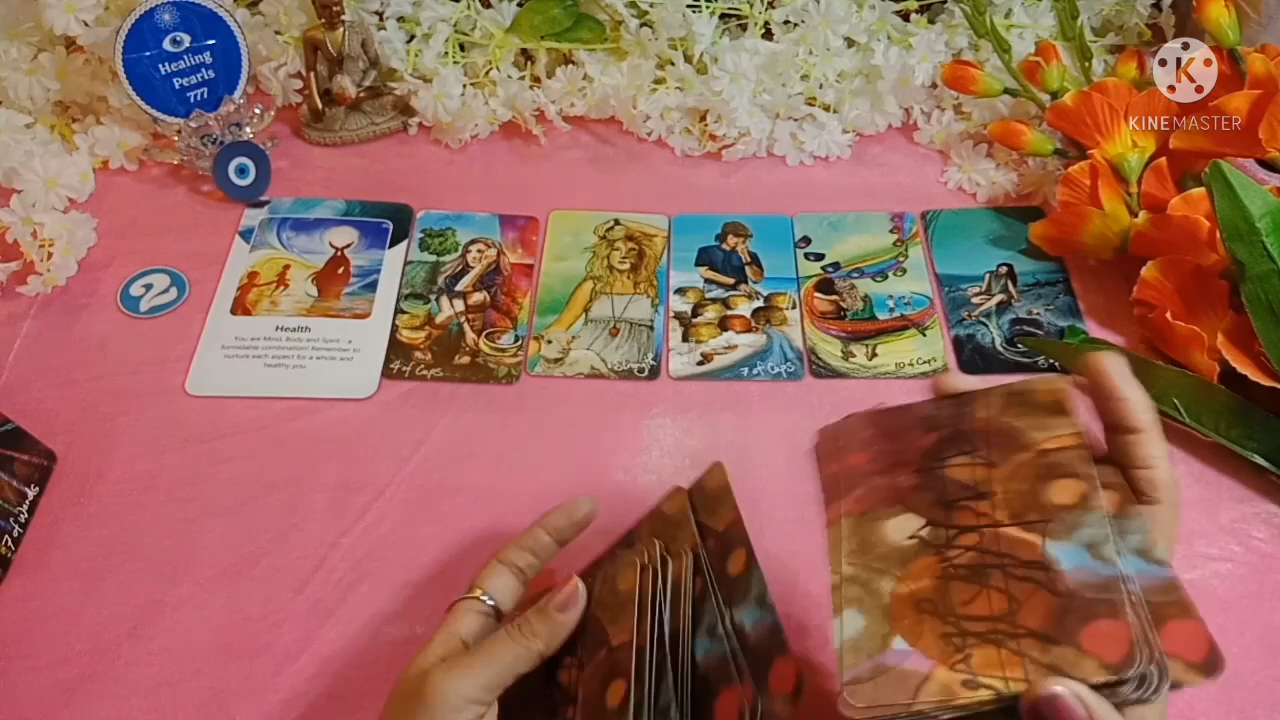 Healing
Pearls
777
KINEMASTER
2
Health
You are Mind, Body and Spirit - a
formidable combination! Remember to
nurture each aspect for a whole and
healthy you.
4 of Cups
Strength
7 of Cups
10 of Cups
7 of Wands